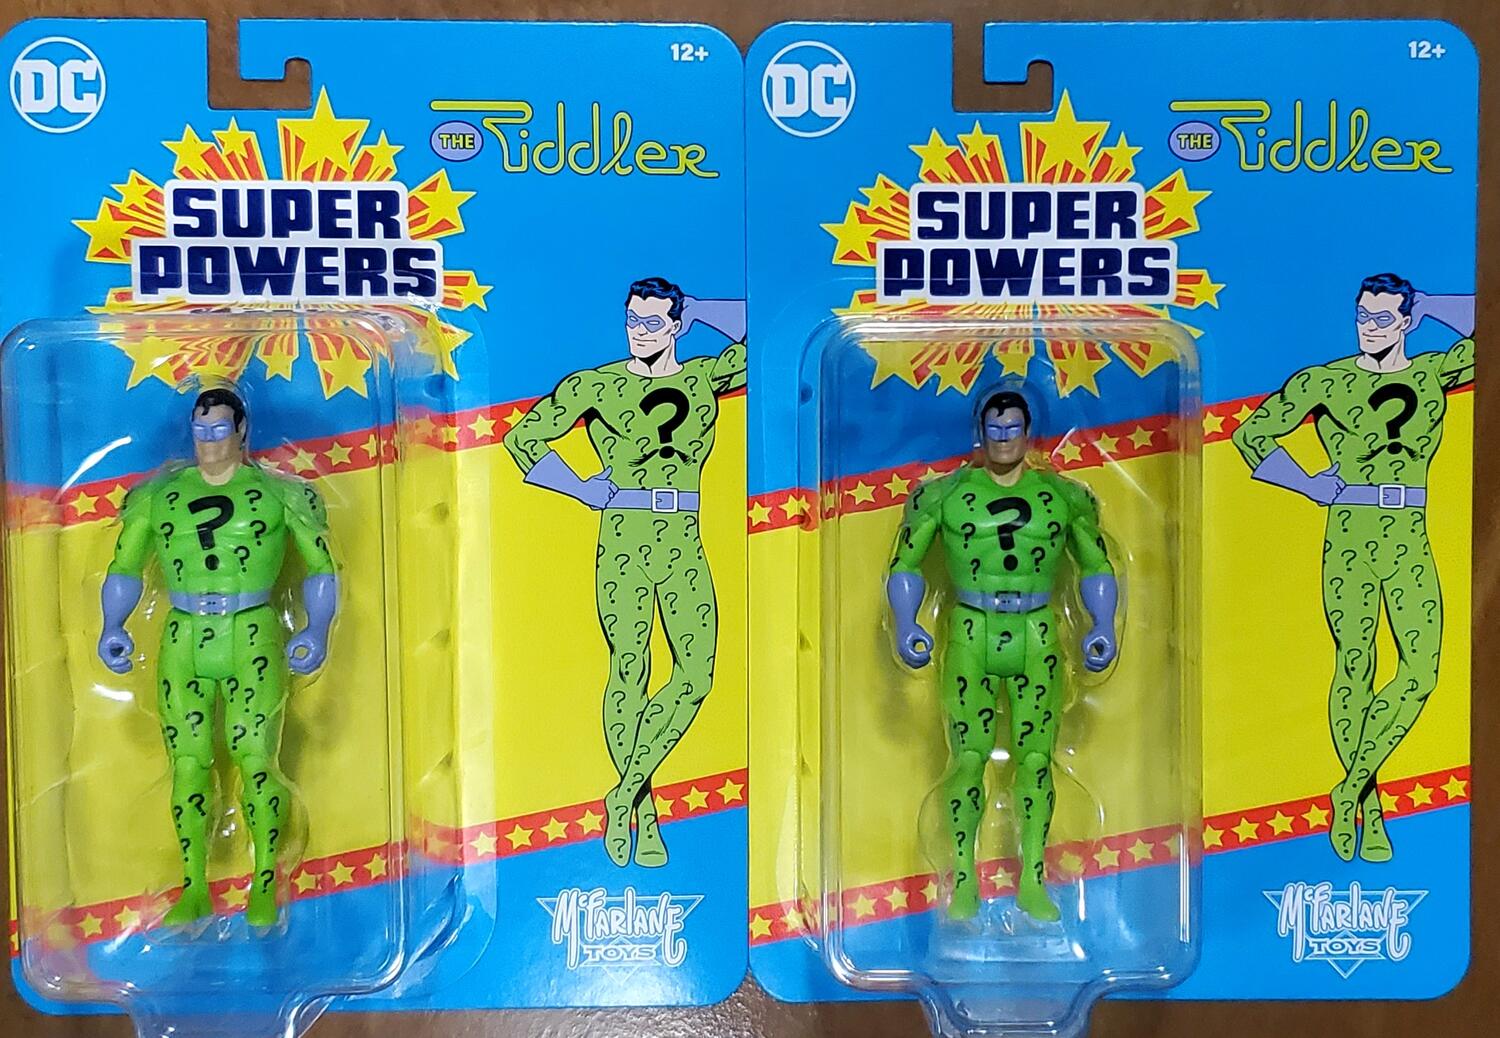 DC
12+
THE Riddler
SUPER
POWERS
?
?
McFARLANE
TOYS
DC
12+
THE Riddler
SUPER
POWERS
?
?
McFARLANE
TOYS